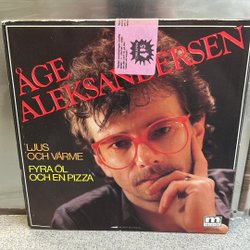 ÅGE
ALEKSANDERSEN
"LJUS
OCH VÄRME
FYRA ÖL
OCH EN PIZZA"
m